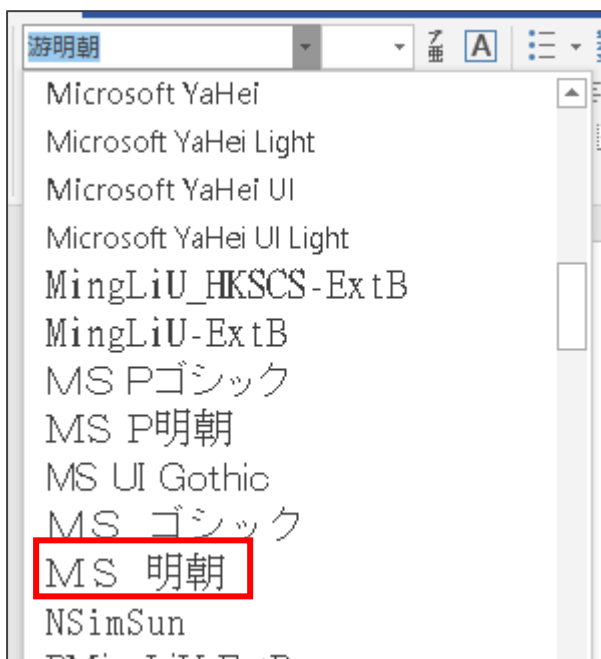 游明朝
ア
亜
A
Microsoft YaHei
Microsoft YaHei Light
Microsoft YaHei UI
Microsoft YaHei UI Light
MingLiU_HKSCS-ExtB
MingLiU-ExtB
MS Pゴシック
MS P明朝
MS UI Gothic
MS ゴシック
MS 明朝
NSimSun